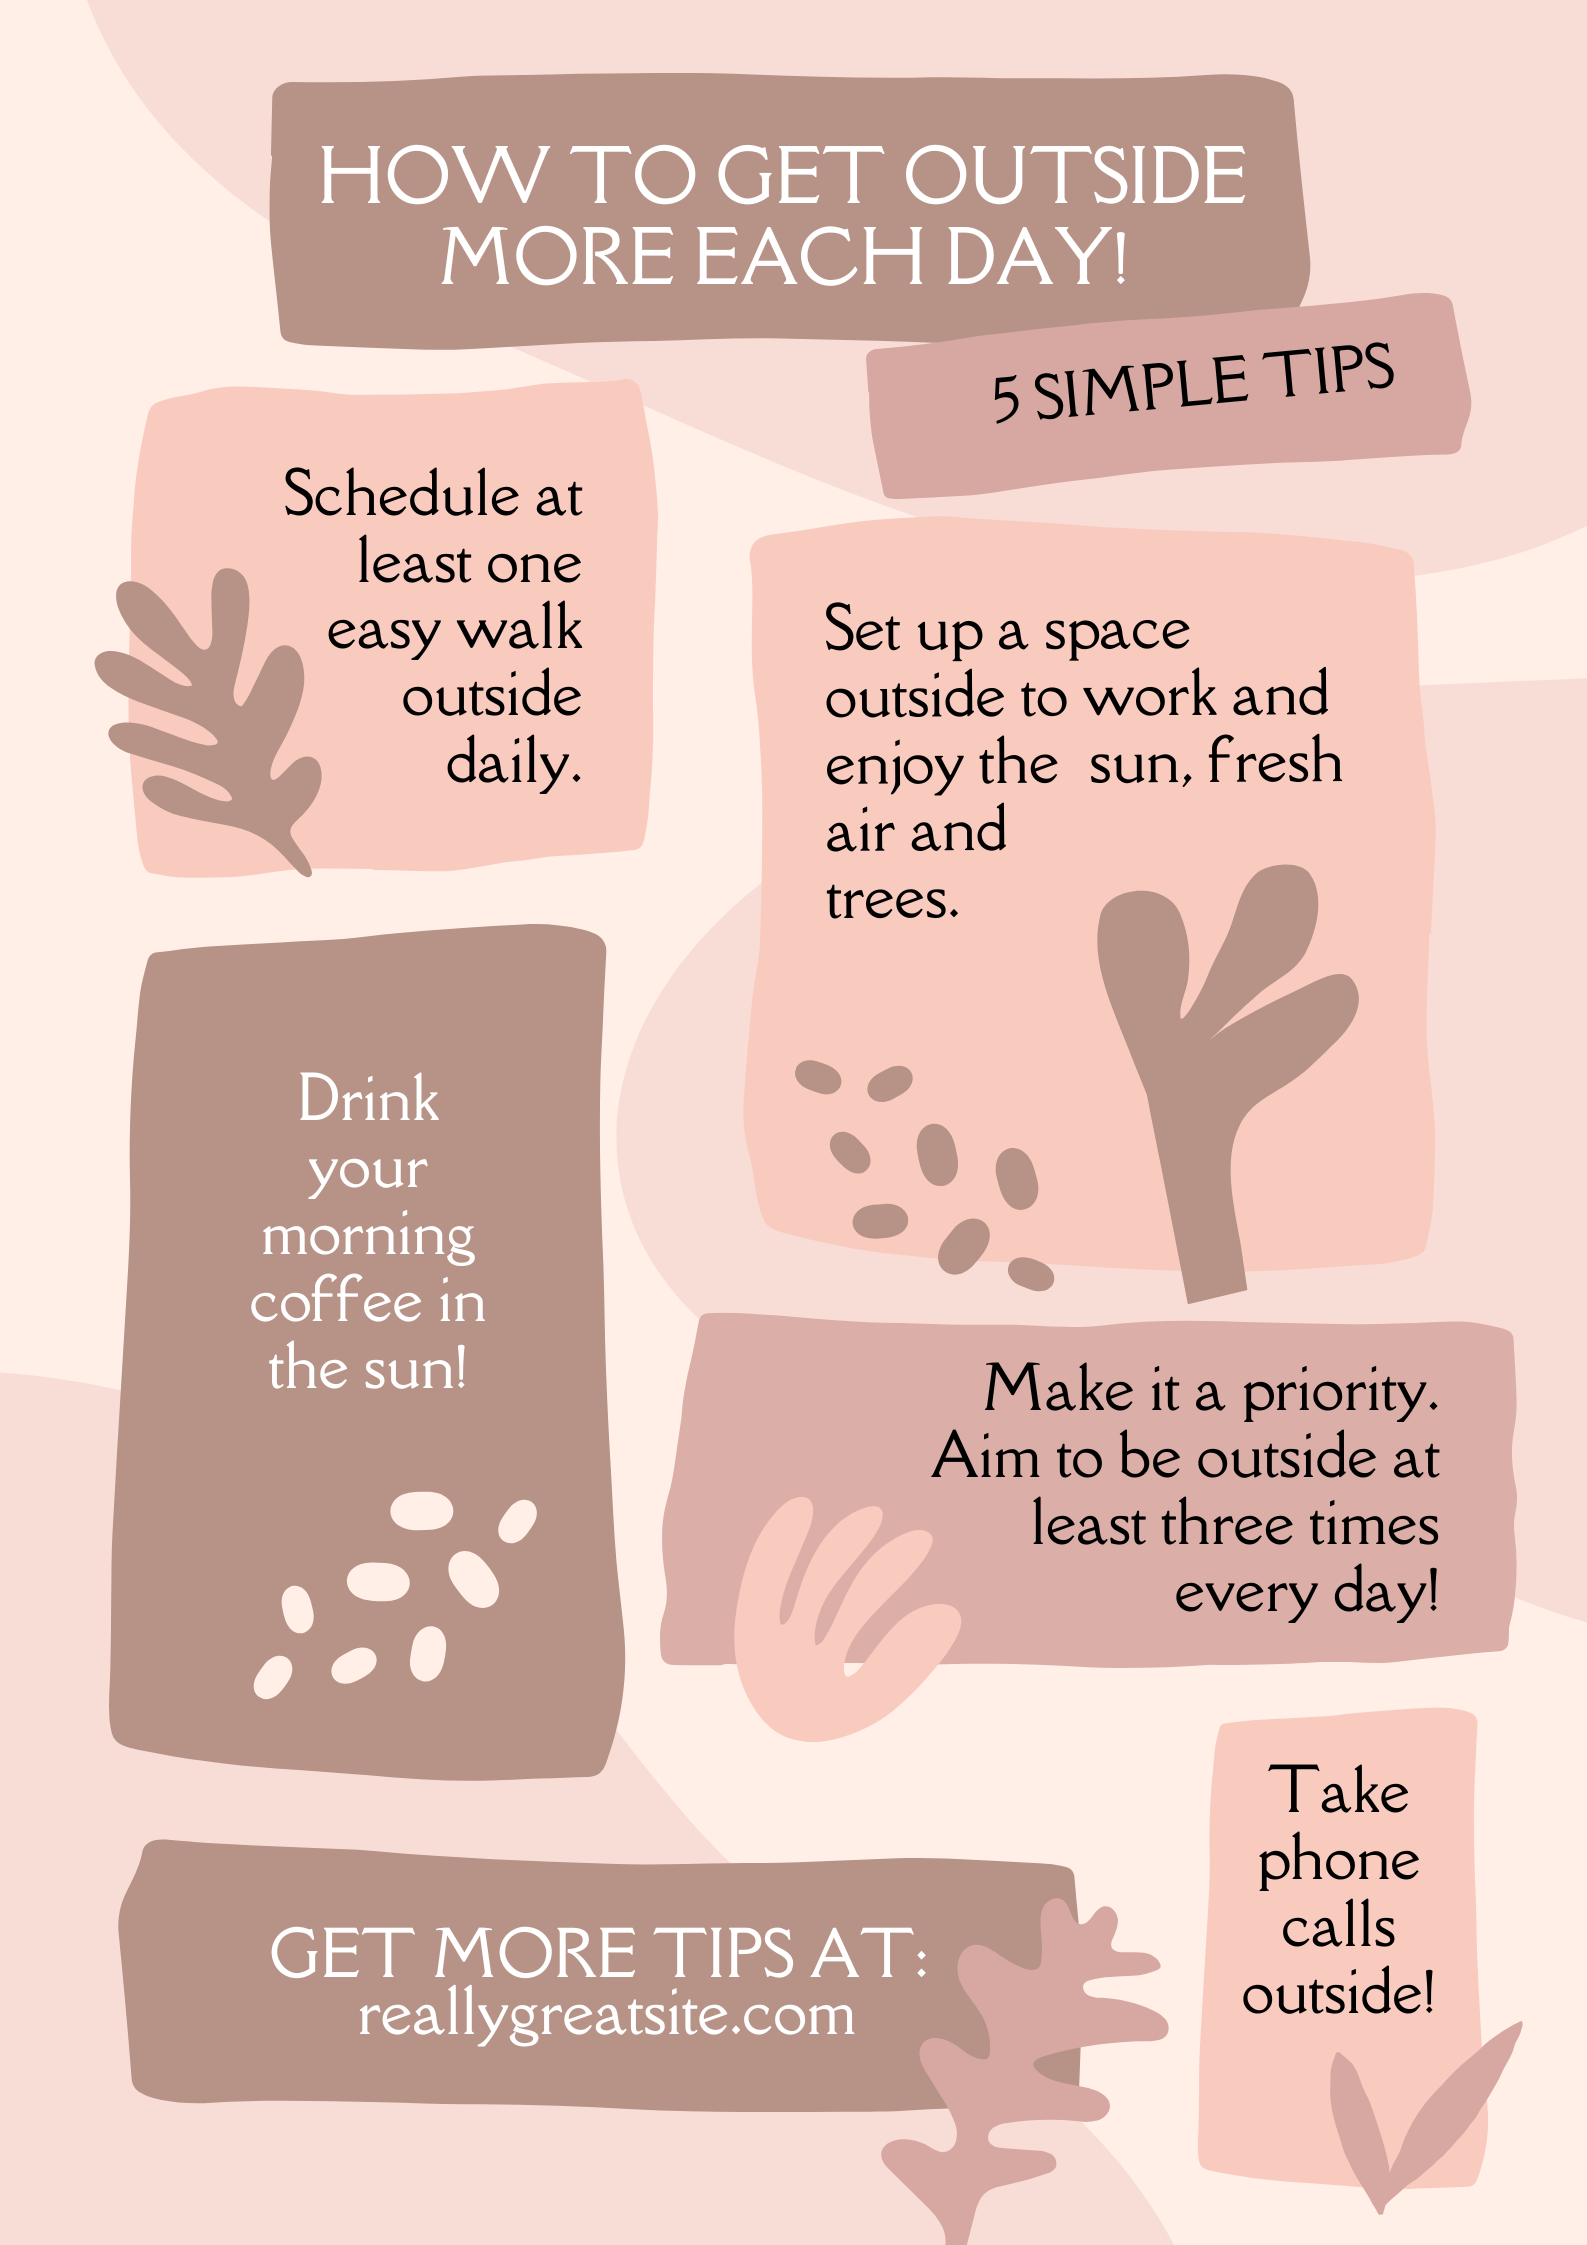 HOW TO GET OUTSIDE
MORE EACH DAY!
5 SIMPLE TIPS
Schedule at
least one
easy walk
outside
daily.
Set up a space
outside to work and
enjoy the  sun, fresh
air and
trees.
Drink
your
morning
coffee in
the sun!
Make it a priority.
Aim to be outside at
least three times
every day!
Take
phone
calls
outside!
GET MORE TIPS AT:
reallygreatsite.com